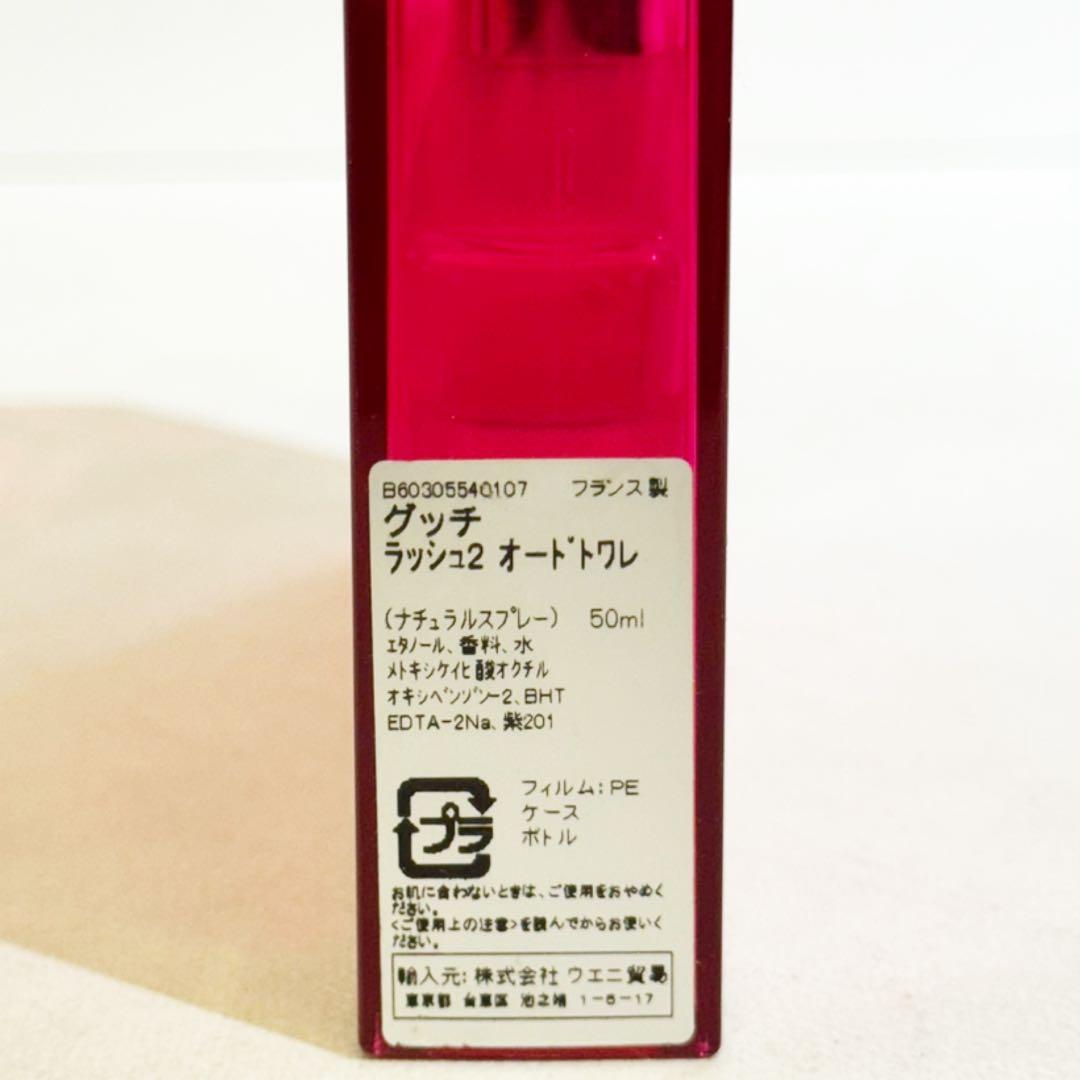 B60305540107 フランス製
グッチ
ラッシュ2 オードトワレ
(ナチュラルスプレー) 50ml
エタノール、香料、水
メトキシケイヒ酸オクチル
オキシベンゾン-2、BHT
EDTA-2Na、紫201
プラ
フィルム:PE
ケース
ボトル
お肌に合わないときは、ご使用をおやめく
ださい。
<ご使用上の注意>を読んでからお使いく
ださい。
輸入元:株式会社 ウエニ貿易
東京都 台東区 池之端 1-6-17